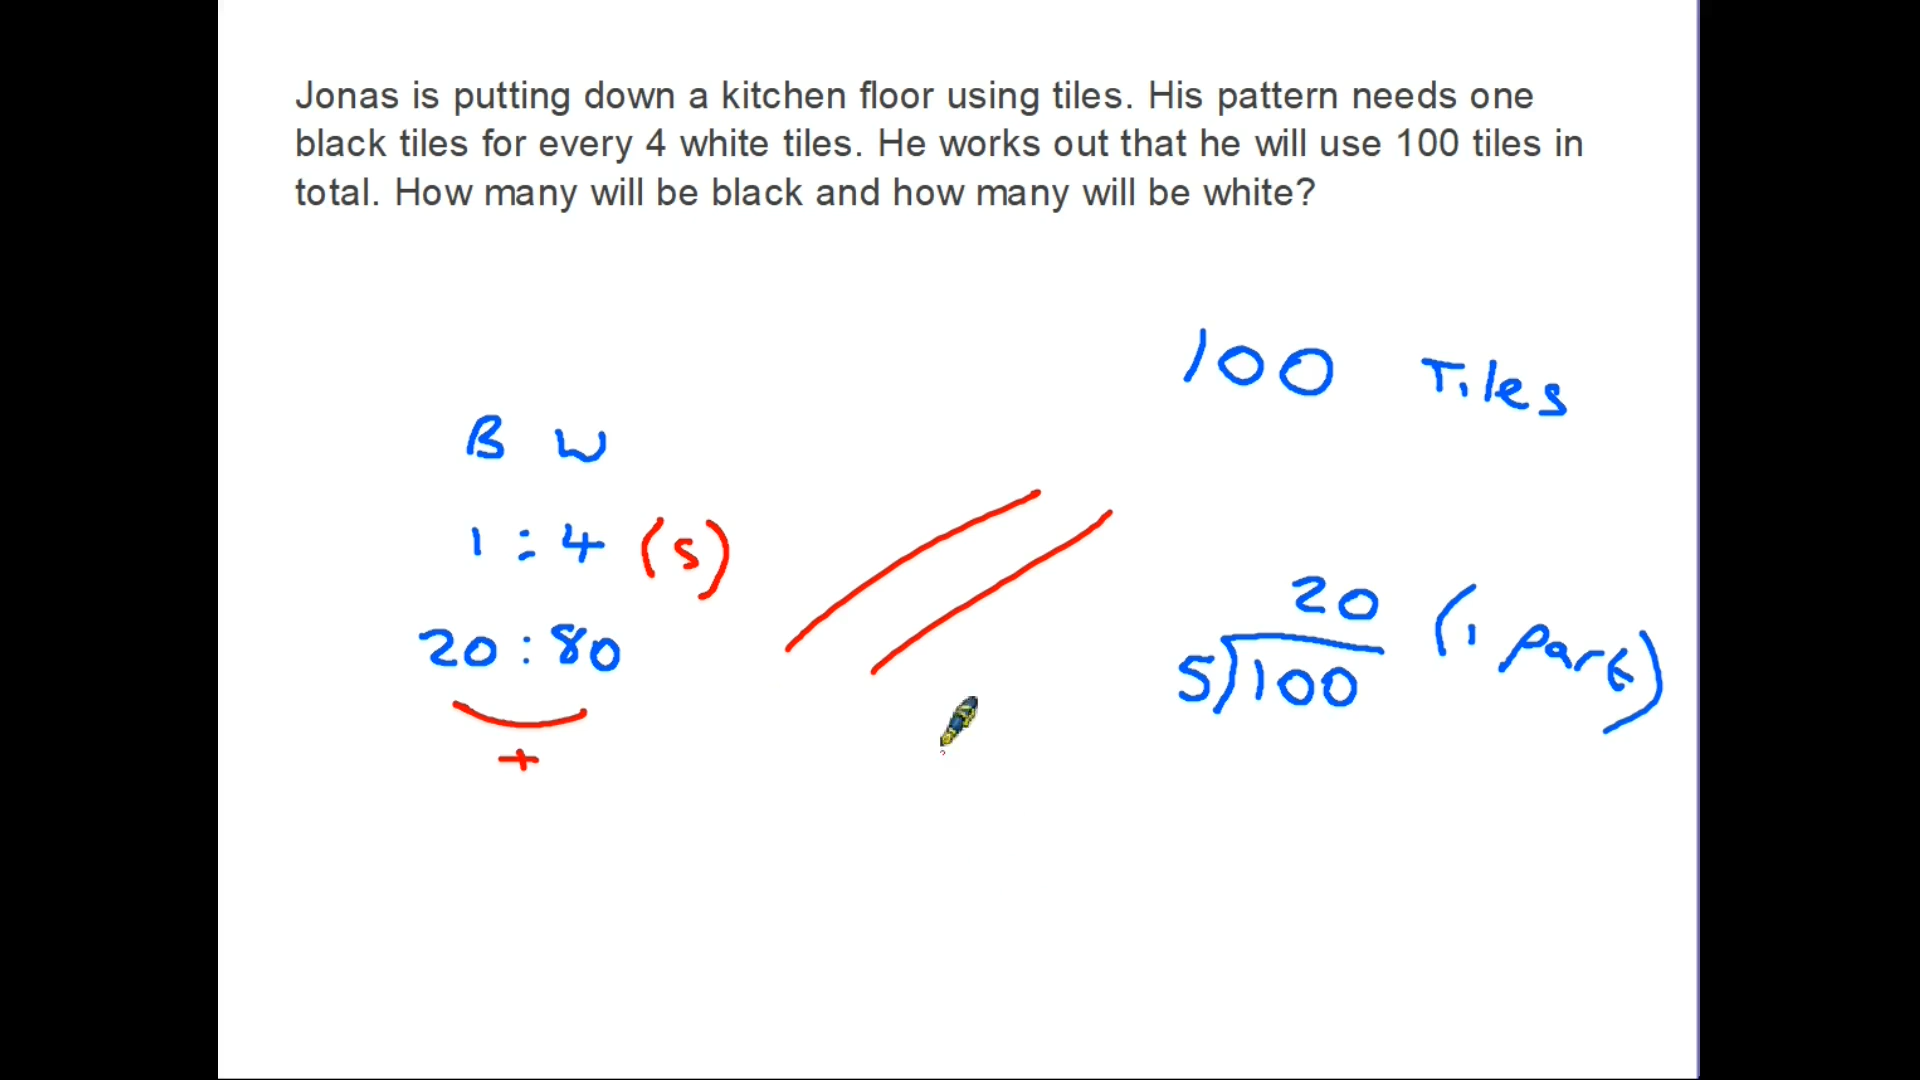 Jonas is putting down a kitchen floor using tiles. His pattern needs one
black tiles for every 4 white tiles. He works out that he will use 100 tiles in
total. How many will be black and how many will be white?
100 Tiles
B W
1 : 4 (5)
20 : 80
+
20 (1 part)
5)100